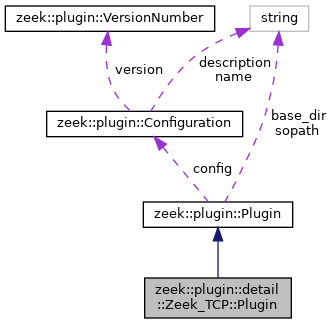 zeek::plugin::VersionNumber
string
version
description
name
zeek::plugin::Configuration
base_dir
sopath
config
zeek::plugin::Plugin
zeek::plugin::detail
::Zeek_TCP::Plugin